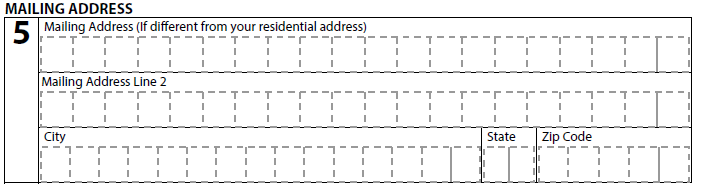 MAILING ADDRESS
5 Mailing Address (If different from your residential address)
Mailing Address Line 2
City State Zip Code